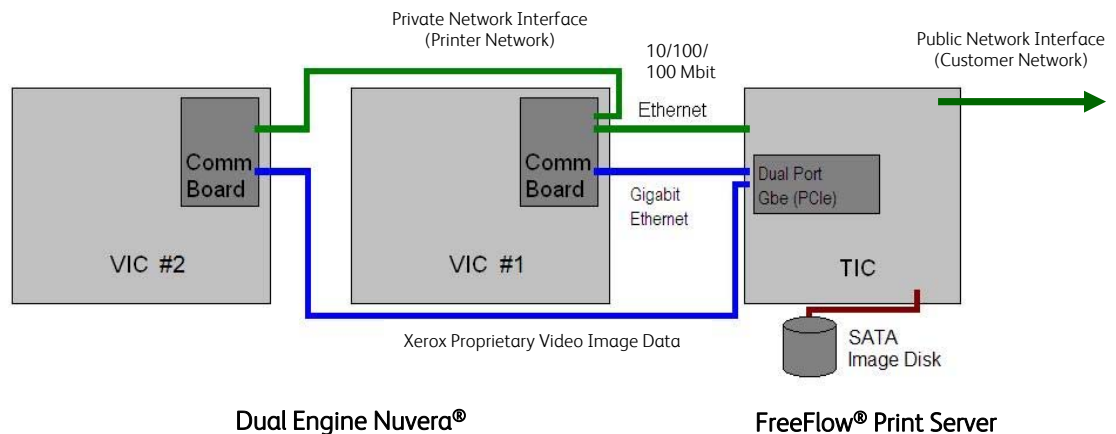 Private Network Interface
(Printer Network)
10/100/
100 Mbit
Public Network Interface
(Customer Network)
Ethernet
Comm
Board
Comm
Board
Dual Port
Gbe (PCIe)
Gigabit
Ethernet
VIC #2
VIC #1
TIC
Xerox Proprietary Video Image Data
SATA
Image Disk
Dual Engine Nuvera®
FreeFlow® Print Server